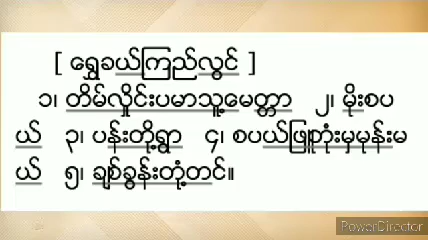 [ ရွှေခယ်ကြည်လွင် ]
၁၊ တိမ်လှိုင်းပမာသူ့မေတ္တာ ၂၊ မိုးစပ
ယ် ၃၊ ပန်းတို့ရွာ ၄၊ စပယ်ဖြူတုံးမှမုန်းမ
ယ် ၅၊ ချစ်ခွန်းတုံ့တင်။
PowerDirector